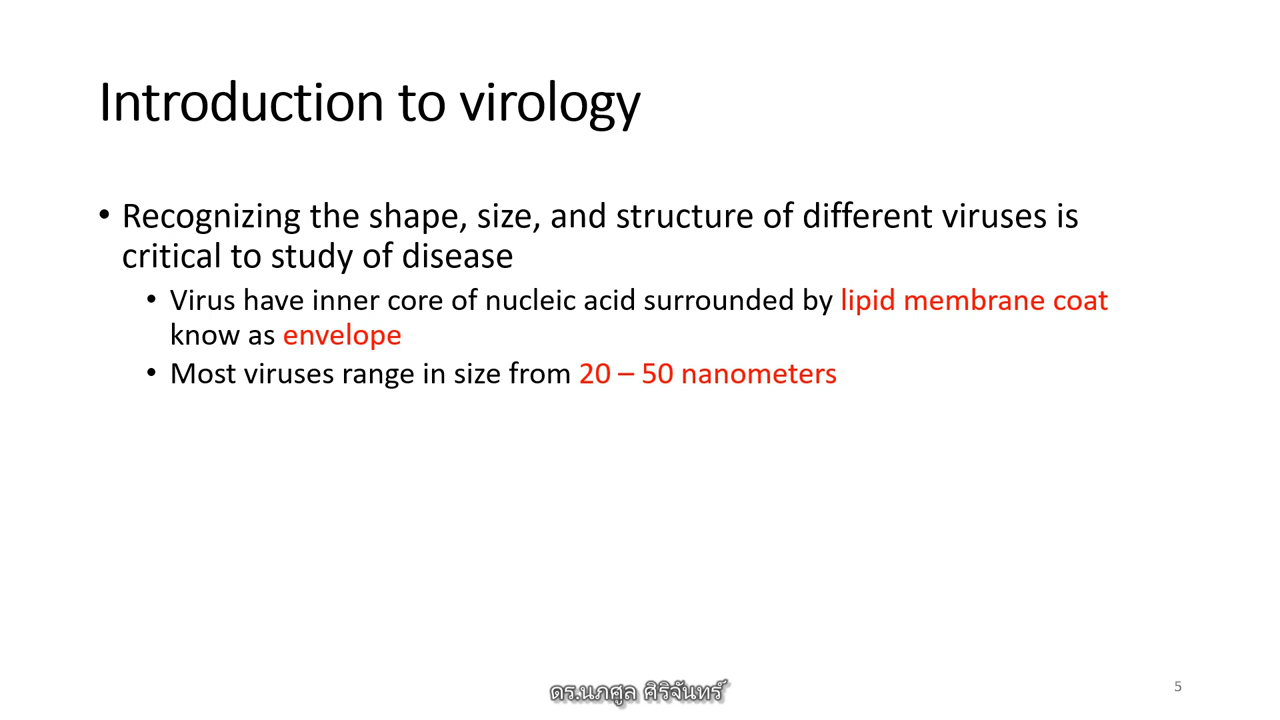 Introduction to virology
• Recognizing the shape, size, and structure of different viruses is
critical to study of disease
• Virus have inner core of nucleic acid surrounded by lipid membrane coat
know as envelope
• Most viruses range in size from 20 – 50 nanometers
ดร.นภศูล ศิริจันทร์
5